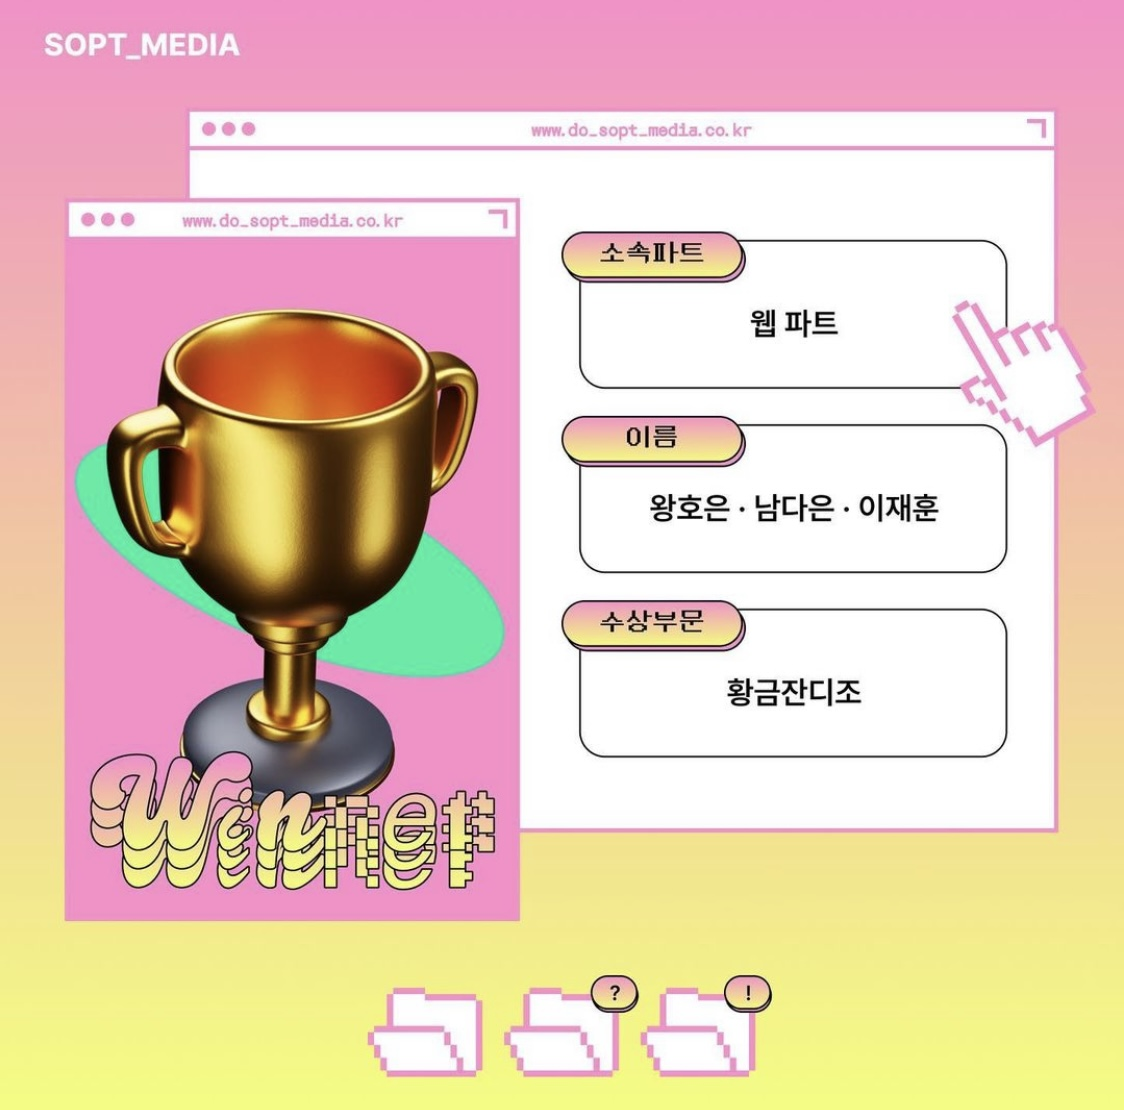 SOPT_MEDIA
www.do_sopt_media.co.kr
www.do_sopt_media.co.kr
소속파트
웹 파트
이름
왕호은 · 남다은 · 이재훈
수상부문
황금잔디조
Winner
?
!